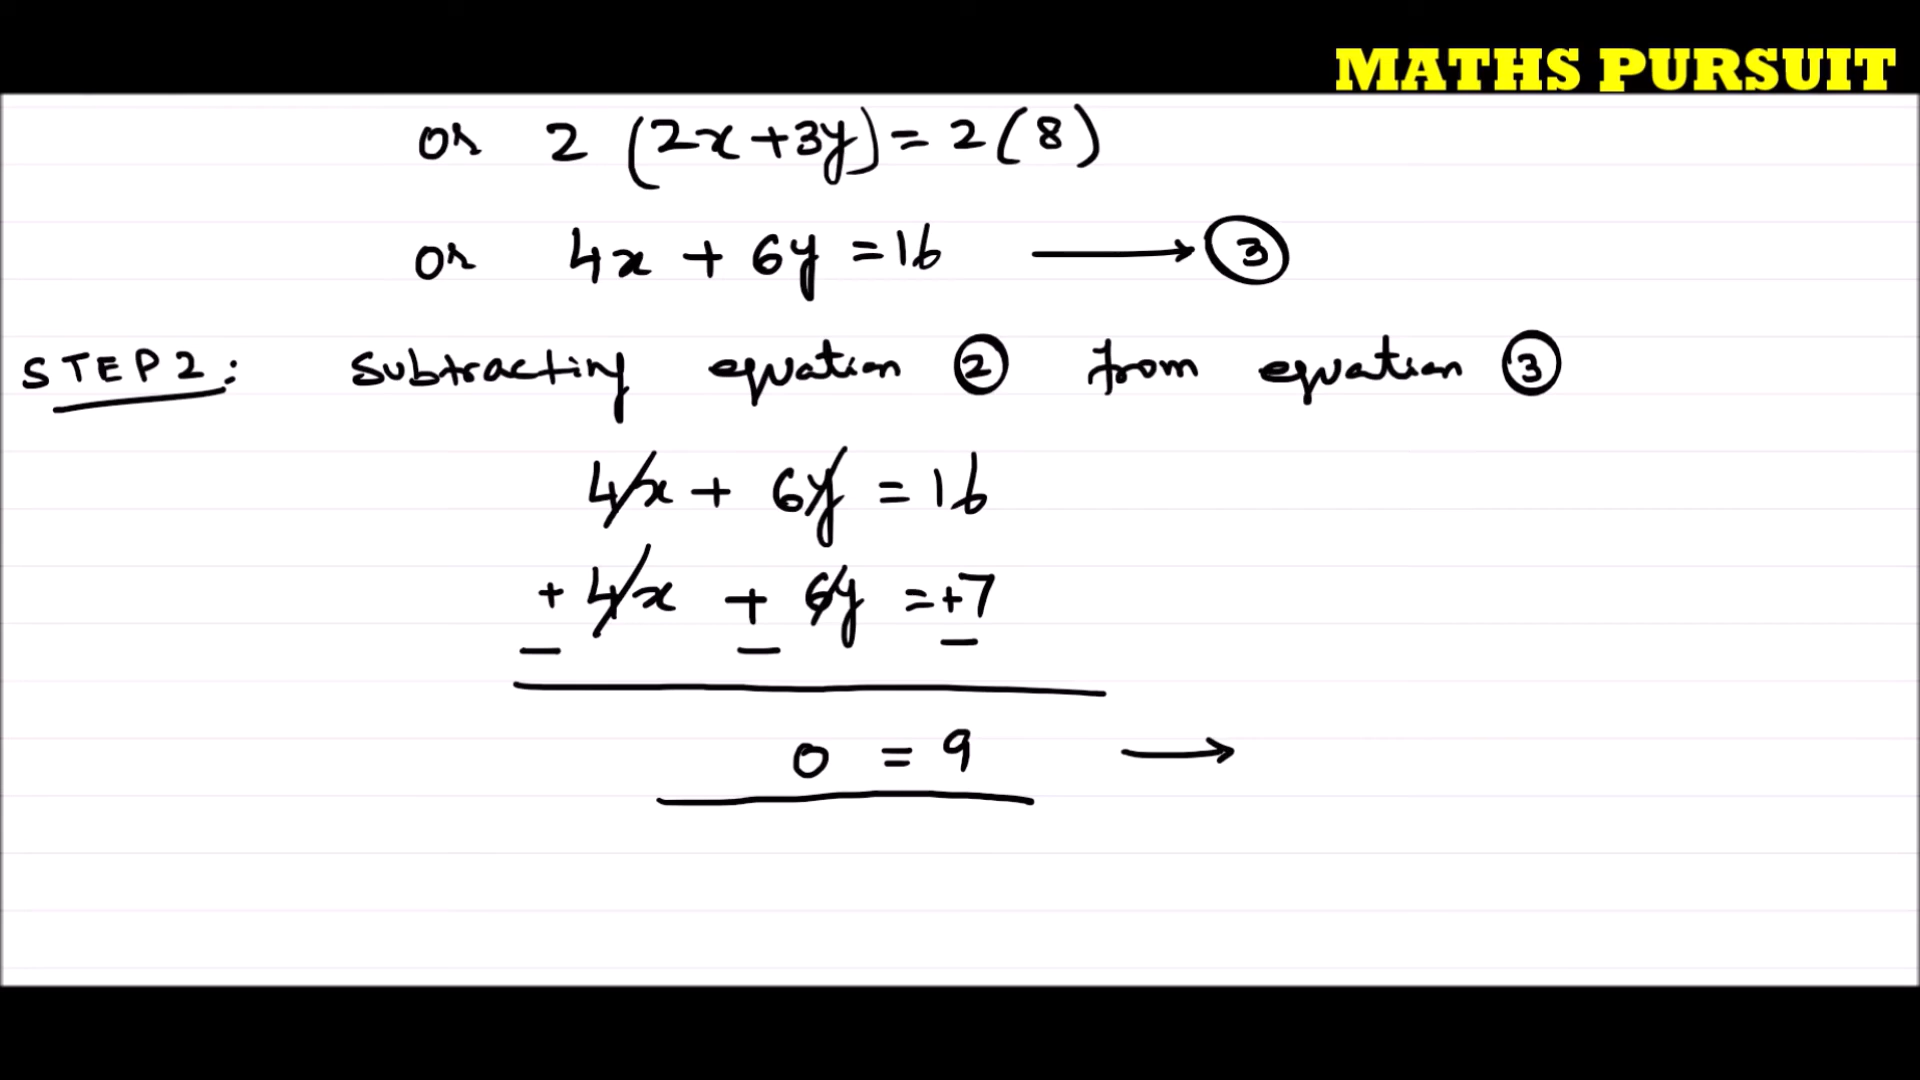 MATHS PURSUIT
or 2 (2x+3y) = 2 (8)
or 4x + 6y = 16 → 3
STEP 2: Subtracting equation 2 from equation 3
4x + 6y = 16
+ 4x + 6y = +7
− − −
0 = 9 →